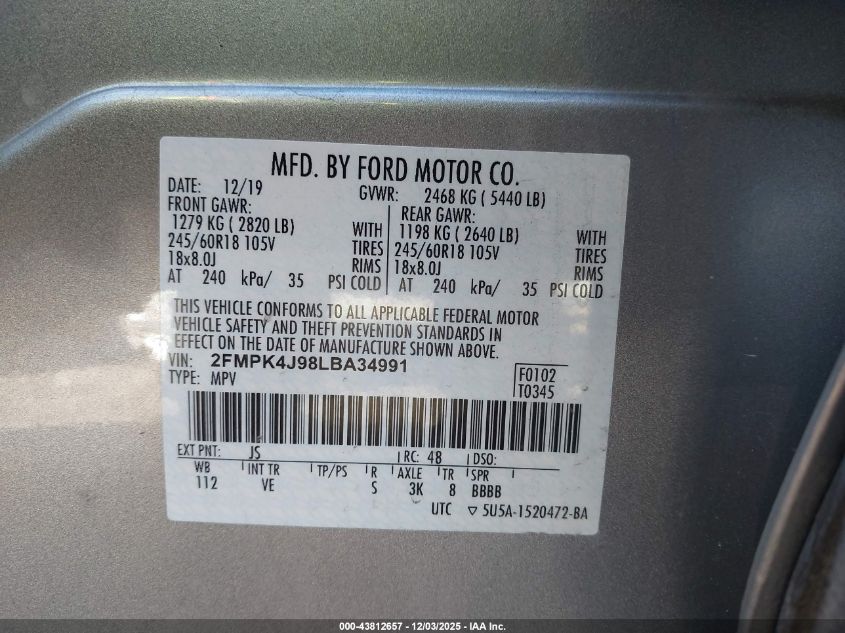 MFD. BY FORD MOTOR CO.
DATE: 12/19 GVWR: 2468 KG ( 5440 LB)
FRONT GAWR: REAR GAWR:
1279 KG ( 2820 LB) WITH 1198 KG ( 2640 LB) WITH
245/60R18 105V TIRES 245/60R18 105V TIRES
18x8.0J RIMS 18x8.0J RIMS
AT 240 kPa/ 35 PSI COLD AT 240 kPa/ 35 PSI COLD
THIS VEHICLE CONFORMS TO ALL APPLICABLE FEDERAL MOTOR
VEHICLE SAFETY AND THEFT PREVENTION STANDARDS IN
EFFECT ON THE DATE OF MANUFACTURE SHOWN ABOVE.
VIN: 2FMPK4J98LBA34991
TYPE: MPV
F0102
T0345
EXT PNT: JS RC: 48 DSO:
WB INT TR TP/PS R AXLE TR SPR
112 VE S 3K 8 BBBB
UTC ▽ 5U5A-1520472-BA
000-43812657 - 12/03/2025 - IAA Inc.